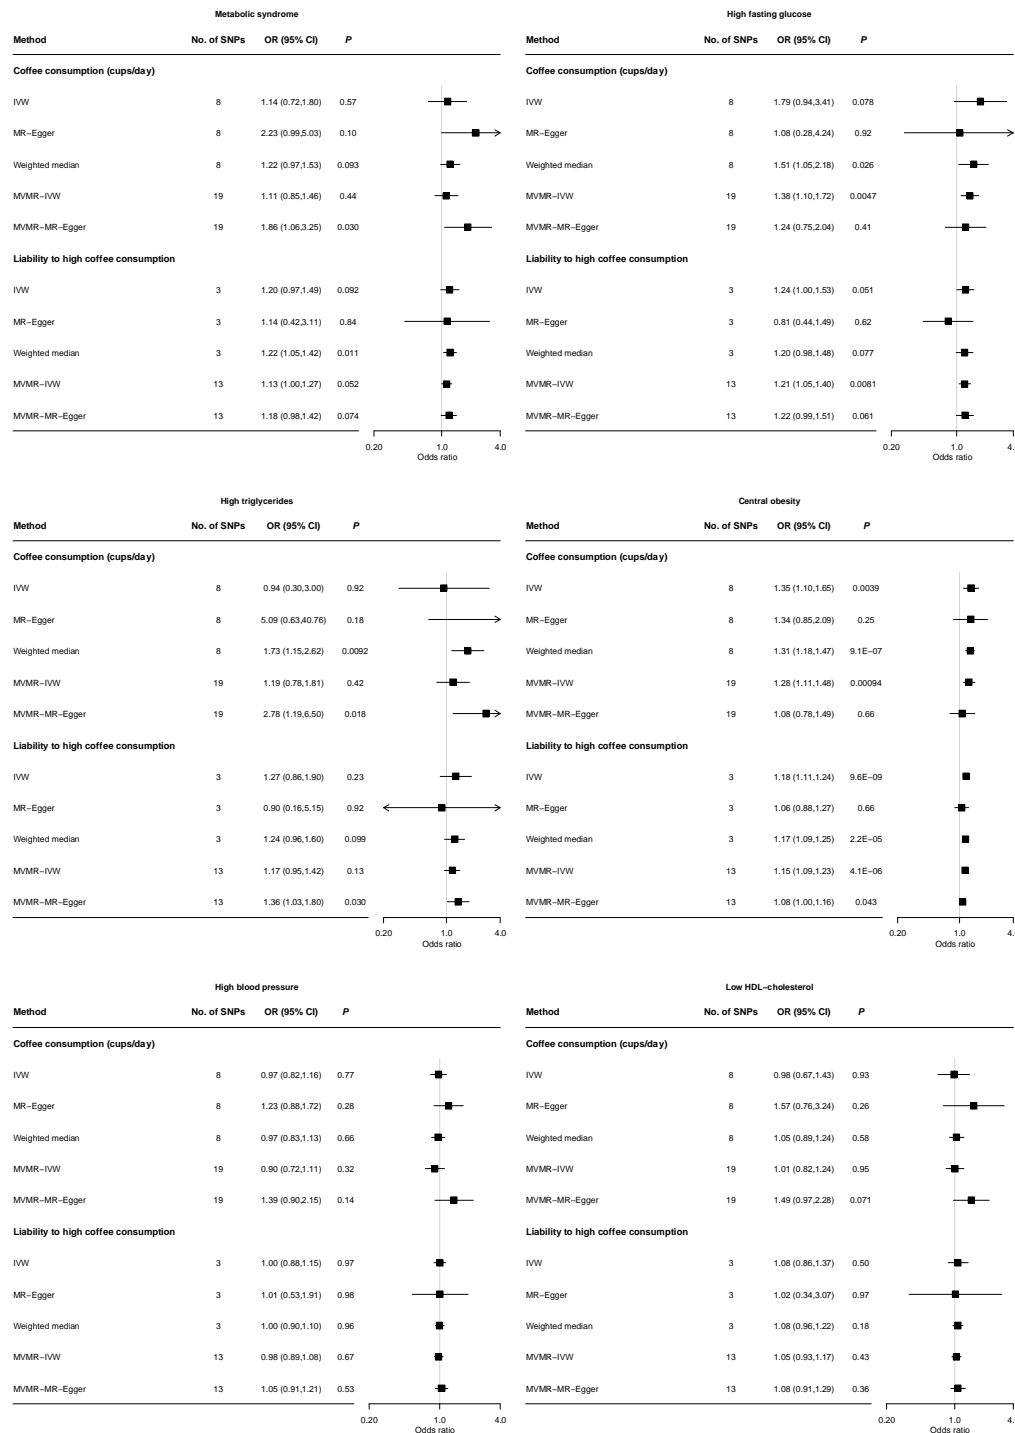 Metabolic syndrome
Method No. of SNPs OR (95% CI) P
Coffee consumption (cups/day)
IVW 8 1.14 (0.72,1.80) 0.57
MR−Egger 8 2.23 (0.99,5.03) 0.10
Weighted median 8 1.22 (0.97,1.53) 0.093
MVMR−IVW 19 1.11 (0.85,1.46) 0.44
MVMR−MR−Egger 19 1.86 (1.06,3.25) 0.030
Liability to high coffee consumption
IVW 3 1.20 (0.97,1.49) 0.092
MR−Egger 3 1.14 (0.42,3.11) 0.84
Weighted median 3 1.22 (1.05,1.42) 0.011
MVMR−IVW 13 1.13 (1.00,1.27) 0.052
MVMR−MR−Egger 13 1.18 (0.98,1.42) 0.074
0.20 1.0 4.0
Odds ratio
High fasting glucose
Method No. of SNPs OR (95% CI) P
Coffee consumption (cups/day)
IVW 8 1.79 (0.94,3.41) 0.078
MR−Egger 8 1.08 (0.28,4.24) 0.92
Weighted median 8 1.51 (1.05,2.18) 0.026
MVMR−IVW 19 1.38 (1.10,1.72) 0.0047
MVMR−MR−Egger 19 1.24 (0.75,2.04) 0.41
Liability to high coffee consumption
IVW 3 1.24 (1.00,1.53) 0.051
MR−Egger 3 0.81 (0.44,1.49) 0.62
Weighted median 3 1.20 (0.98,1.48) 0.077
MVMR−IVW 13 1.21 (1.05,1.40) 0.0081
MVMR−MR−Egger 13 1.22 (0.99,1.51) 0.061
0.20 1.0 4.
Odds ratio
High triglycerides
Method No. of SNPs OR (95% CI) P
Coffee consumption (cups/day)
IVW 8 0.94 (0.30,3.00) 0.92
MR−Egger 8 5.09 (0.63,40.76) 0.18
Weighted median 8 1.73 (1.15,2.62) 0.0092
MVMR−IVW 19 1.19 (0.78,1.81) 0.42
MVMR−MR−Egger 19 2.78 (1.19,6.50) 0.018
Liability to high coffee consumption
IVW 3 1.27 (0.86,1.90) 0.23
MR−Egger 3 0.90 (0.16,5.15) 0.92
Weighted median 3 1.24 (0.96,1.60) 0.099
MVMR−IVW 13 1.17 (0.95,1.42) 0.13
MVMR−MR−Egger 13 1.36 (1.03,1.80) 0.030
0.20 1.0 4.0
Odds ratio
Central obesity
Method No. of SNPs OR (95% CI) P
Coffee consumption (cups/day)
IVW 8 1.35 (1.10,1.65) 0.0039
MR−Egger 8 1.34 (0.85,2.09) 0.25
Weighted median 8 1.31 (1.18,1.47) 9.1E−07
MVMR−IVW 19 1.28 (1.11,1.48) 0.00094
MVMR−MR−Egger 19 1.08 (0.78,1.49) 0.66
Liability to high coffee consumption
IVW 3 1.18 (1.11,1.24) 9.6E−09
MR−Egger 3 1.06 (0.88,1.27) 0.66
Weighted median 3 1.17 (1.09,1.25) 2.2E−05
MVMR−IVW 13 1.15 (1.09,1.23) 4.1E−06
MVMR−MR−Egger 13 1.08 (1.00,1.16) 0.043
0.20 1.0 4.
Odds ratio
High blood pressure
Method No. of SNPs OR (95% CI) P
Coffee consumption (cups/day)
IVW 8 0.97 (0.82,1.16) 0.77
MR−Egger 8 1.23 (0.88,1.72) 0.28
Weighted median 8 0.97 (0.83,1.13) 0.66
MVMR−IVW 19 0.90 (0.72,1.11) 0.32
MVMR−MR−Egger 19 1.39 (0.90,2.15) 0.14
Liability to high coffee consumption
IVW 3 1.00 (0.88,1.15) 0.97
MR−Egger 3 1.01 (0.53,1.91) 0.98
Weighted median 3 1.00 (0.90,1.10) 0.96
MVMR−IVW 13 0.98 (0.89,1.08) 0.67
MVMR−MR−Egger 13 1.05 (0.91,1.21) 0.53
0.20 1.0 4.0
Odds ratio
Low HDL−cholesterol
Method No. of SNPs OR (95% CI) P
Coffee consumption (cups/day)
IVW 8 0.98 (0.67,1.43) 0.93
MR−Egger 8 1.57 (0.76,3.24) 0.26
Weighted median 8 1.05 (0.89,1.24) 0.58
MVMR−IVW 19 1.01 (0.82,1.24) 0.95
MVMR−MR−Egger 19 1.49 (0.97,2.28) 0.071
Liability to high coffee consumption
IVW 3 1.08 (0.86,1.37) 0.50
MR−Egger 3 1.02 (0.34,3.07) 0.97
Weighted median 3 1.08 (0.96,1.22) 0.18
MVMR−IVW 13 1.05 (0.93,1.17) 0.43
MVMR−MR−Egger 13 1.08 (0.91,1.29) 0.36
0.20 1.0 4.0
Odds ratio